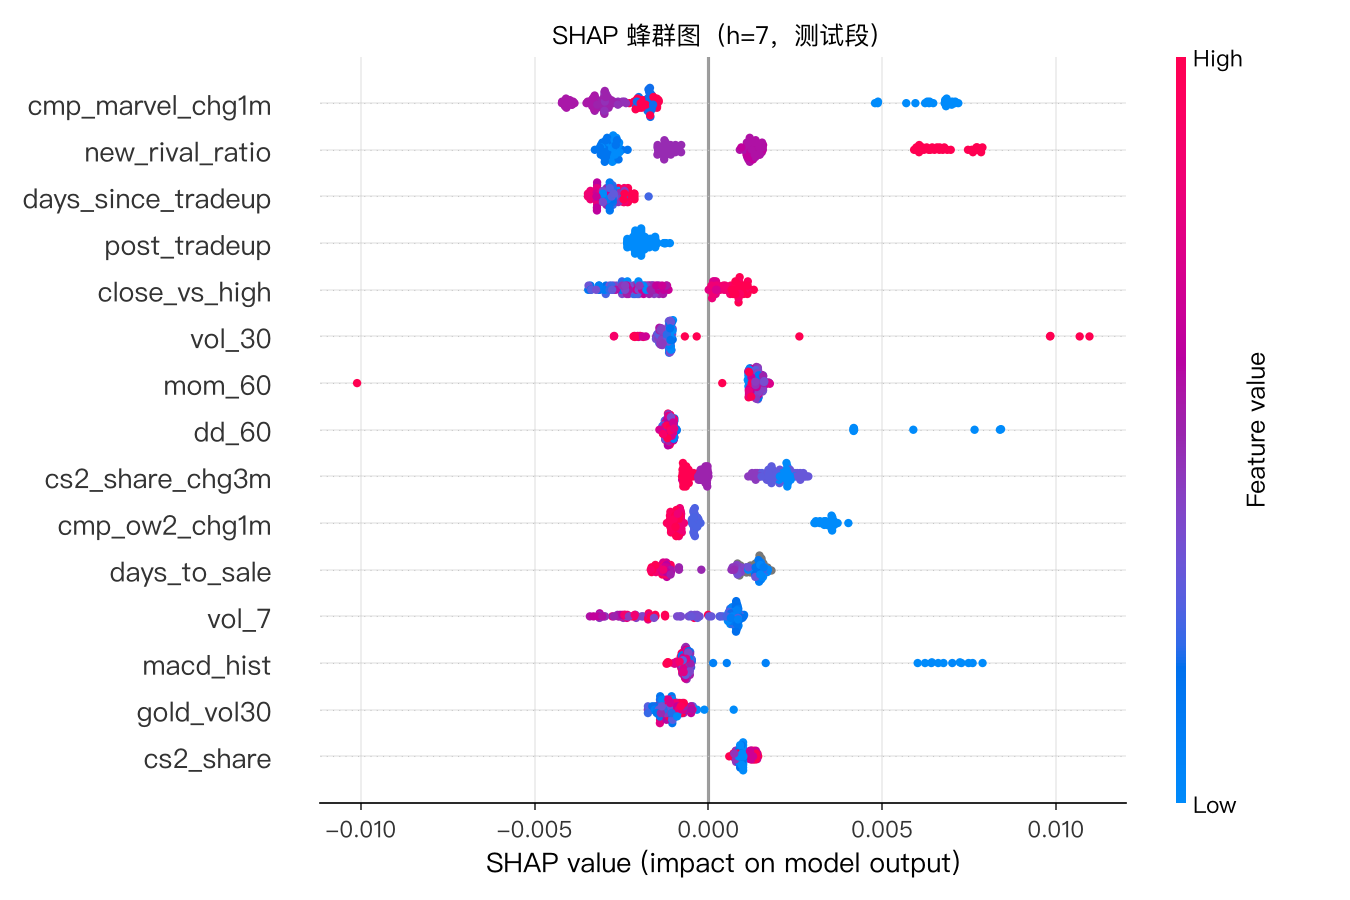 SHAP 蜂群图（h=7，测试段）
High
cmp_marvel_chg1m
new_rival_ratio
days_since_tradeup
post_tradeup
close_vs_high
vol_30
mom_60
dd_60
cs2_share_chg3m
cmp_ow2_chg1m
days_to_sale
vol_7
macd_hist
gold_vol30
cs2_share
Feature value
Low
−0.010 −0.005 0.000 0.005 0.010
SHAP value (impact on model output)